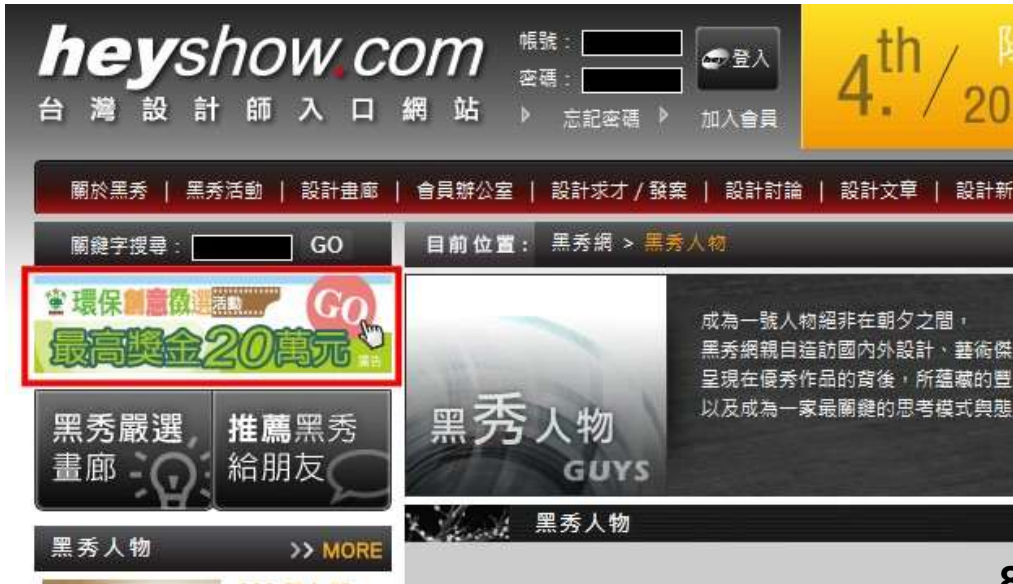 heyshow.com
台灣設計師入口網站
帳號：
密碼：
hey 登入
忘記密碼
加入會員
4.th / 20
關於黑秀 | 黑秀活動 | 設計畫廊 | 會員辦公室 | 設計求才 / 發案 | 設計討論 | 設計文章 | 設計新
關鍵字搜尋： GO
目前位置： 黑秀網 > 黑秀人物
環保創意徵選活動 GO
最高獎金20萬元
廣告
成為一號人物絕非在朝夕之間，
黑秀網親自造訪國內外設計、藝術傑
呈現在優秀作品的背後，所蘊藏的豐
以及成為一家最關鍵的思考模式與態
黑秀人物
GUYS
黑秀嚴選畫廊
推薦黑秀給朋友
黑秀人物
黑秀人物 >> MORE